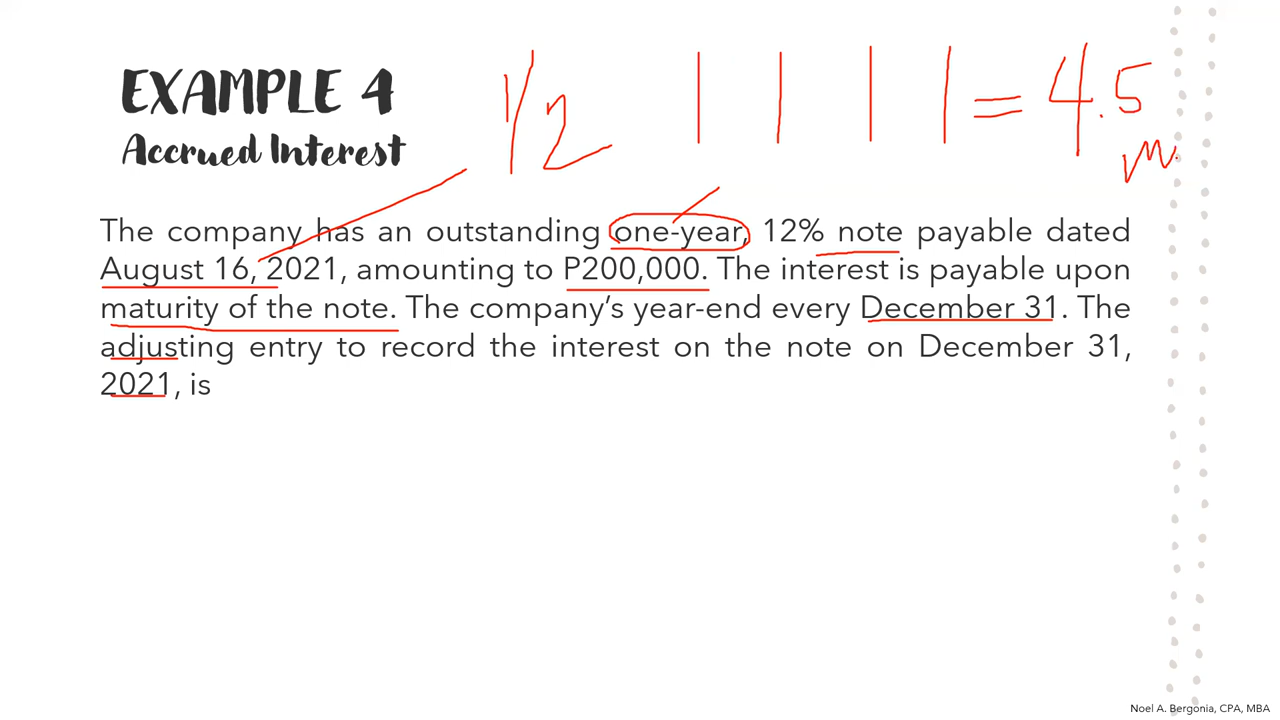 EXAMPLE 4
1/2 | | | | = 4.5
m.
Accrued Interest
The company has an outstanding one-year, 12% note payable dated
August 16, 2021, amounting to P200,000. The interest is payable upon
maturity of the note. The company's year-end every December 31. The
adjusting entry to record the interest on the note on December 31,
2021, is
Noel A. Bergonia, CPA, MBA